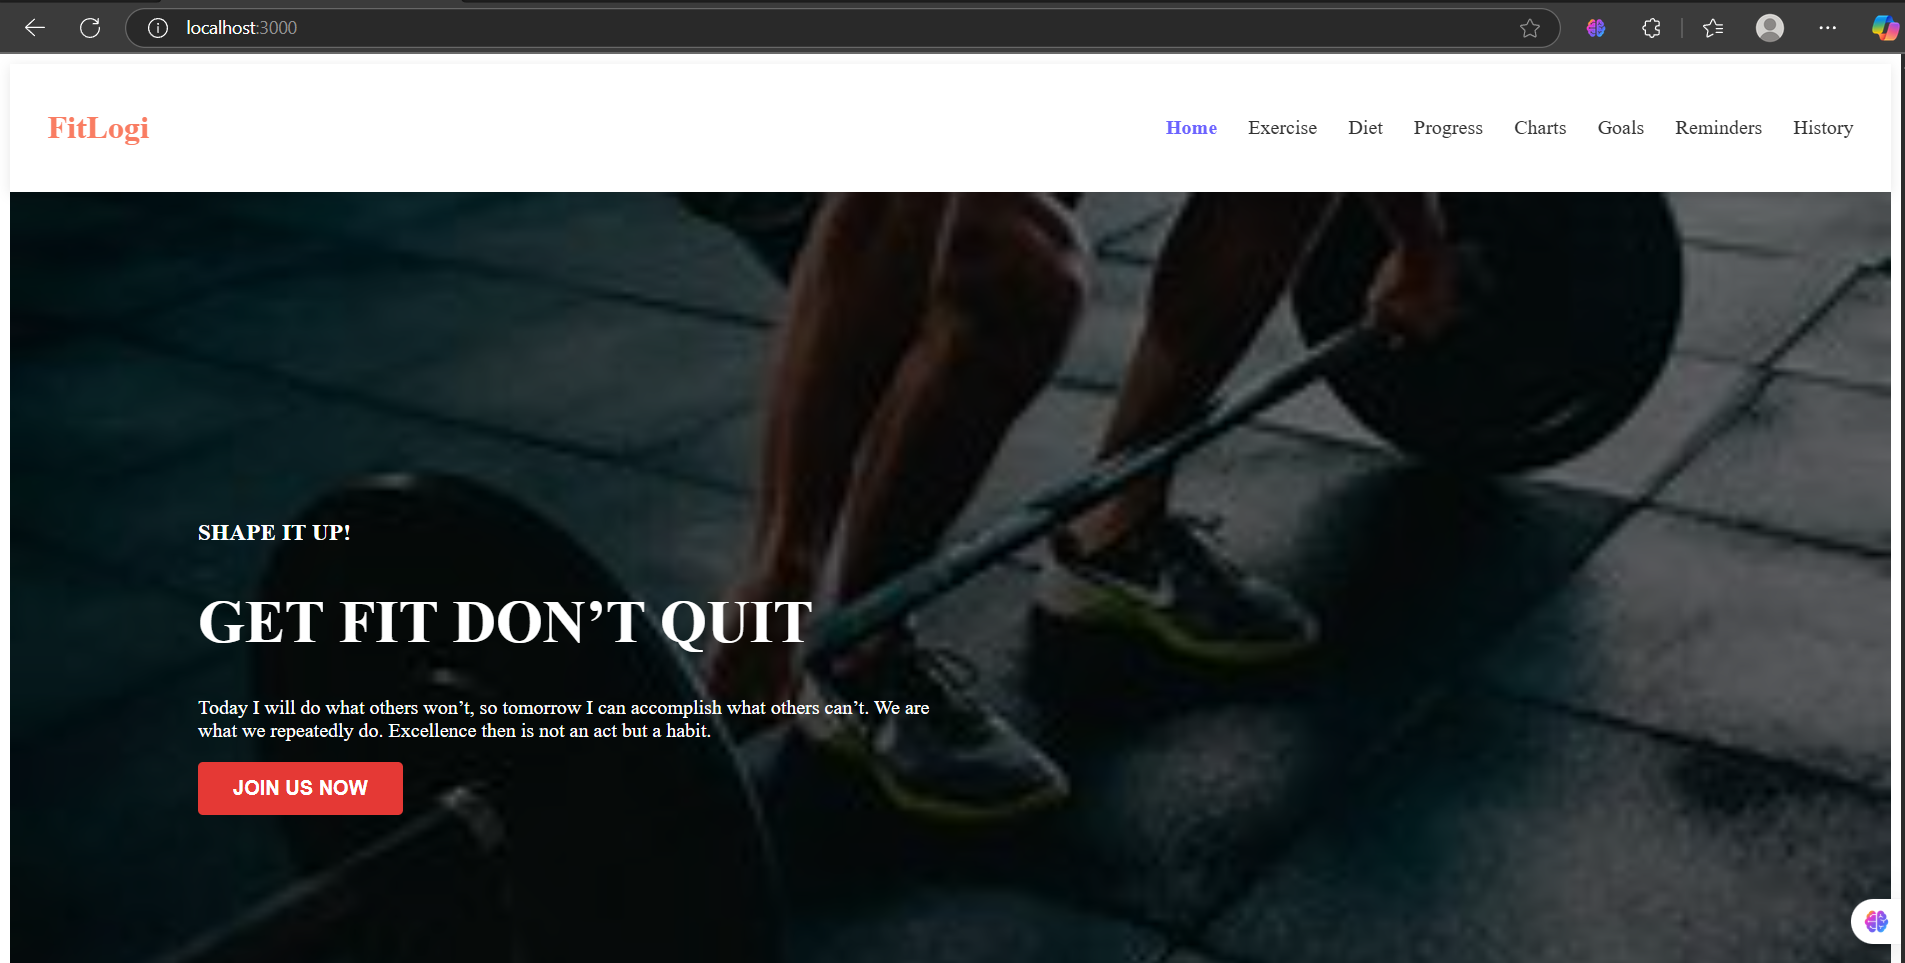 localhost:3000
FitLogi
Home Exercise Diet Progress Charts Goals Reminders History
SHAPE IT UP!
GET FIT DON’T QUIT
Today I will do what others won’t, so tomorrow I can accomplish what others can’t. We are
what we repeatedly do. Excellence then is not an act but a habit.
JOIN US NOW